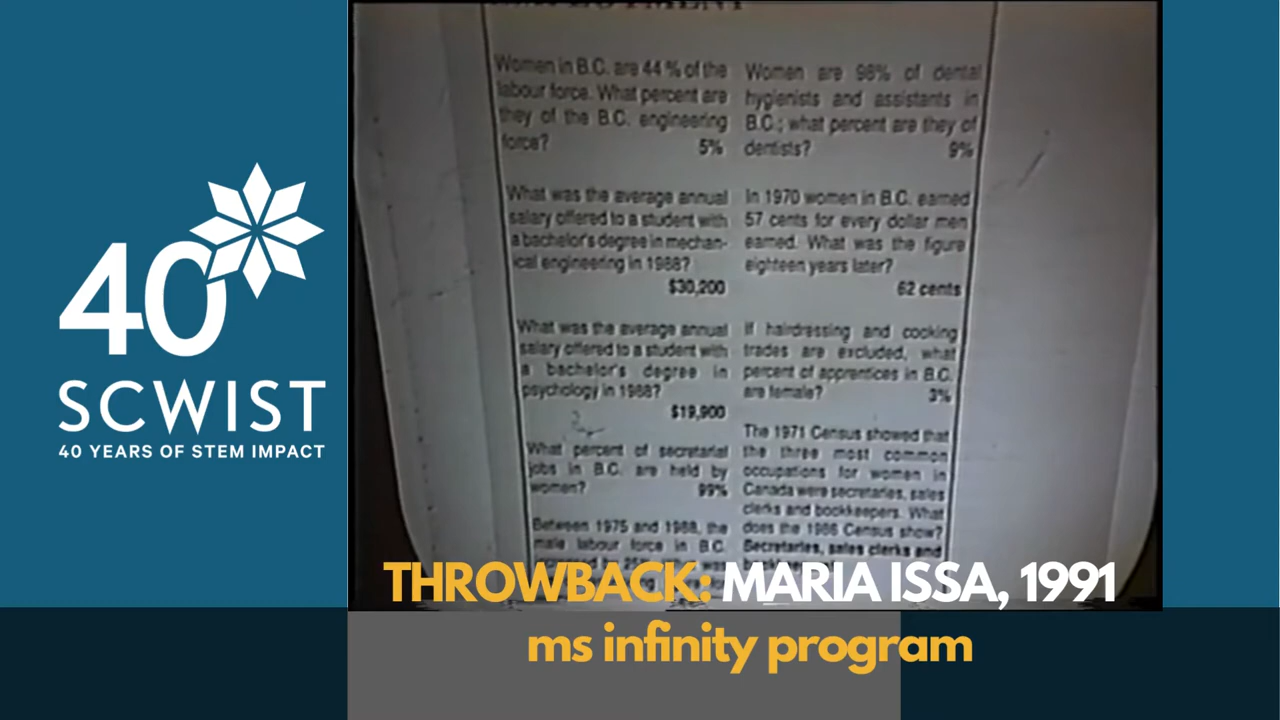 40
SCWIST
40 YEARS OF STEM IMPACT
Women in B.C. are 44% of the
labour force. What percent are
they of the B.C. engineering
force?
5%
What was the average annual
salary offered to a student with
a bachelor's degree in mechan-
ical engineering in 1988?
$30,200
What was the average annual
salary offered to a student with
a bachelor's degree in
psychology in 1988?
$19,900
What percent of secretarial
jobs in B.C. are held by
women?
99%
Between 1975 and 1988, the
male labour force in B.C.
Women are 98% of dental
hygienists and assistants in
B.C.; what percent are they of
dentists?
9%
In 1970 women in B.C. earned
57 cents for every dollar men
earned. What was the figure
eighteen years later?
62 cents
If hairdressing and cooking
trades are excluded, what
percent of apprentices in B.C.
are female?
3%
The 1971 Census showed that
the three most common
occupations for women in
Canada were secretaries, sales
clerks and bookkeepers. What
does the 1986 Census show?
Secretaries, sales clerks and
THROWBACK: MARIA ISSA, 1991
ms infinity program